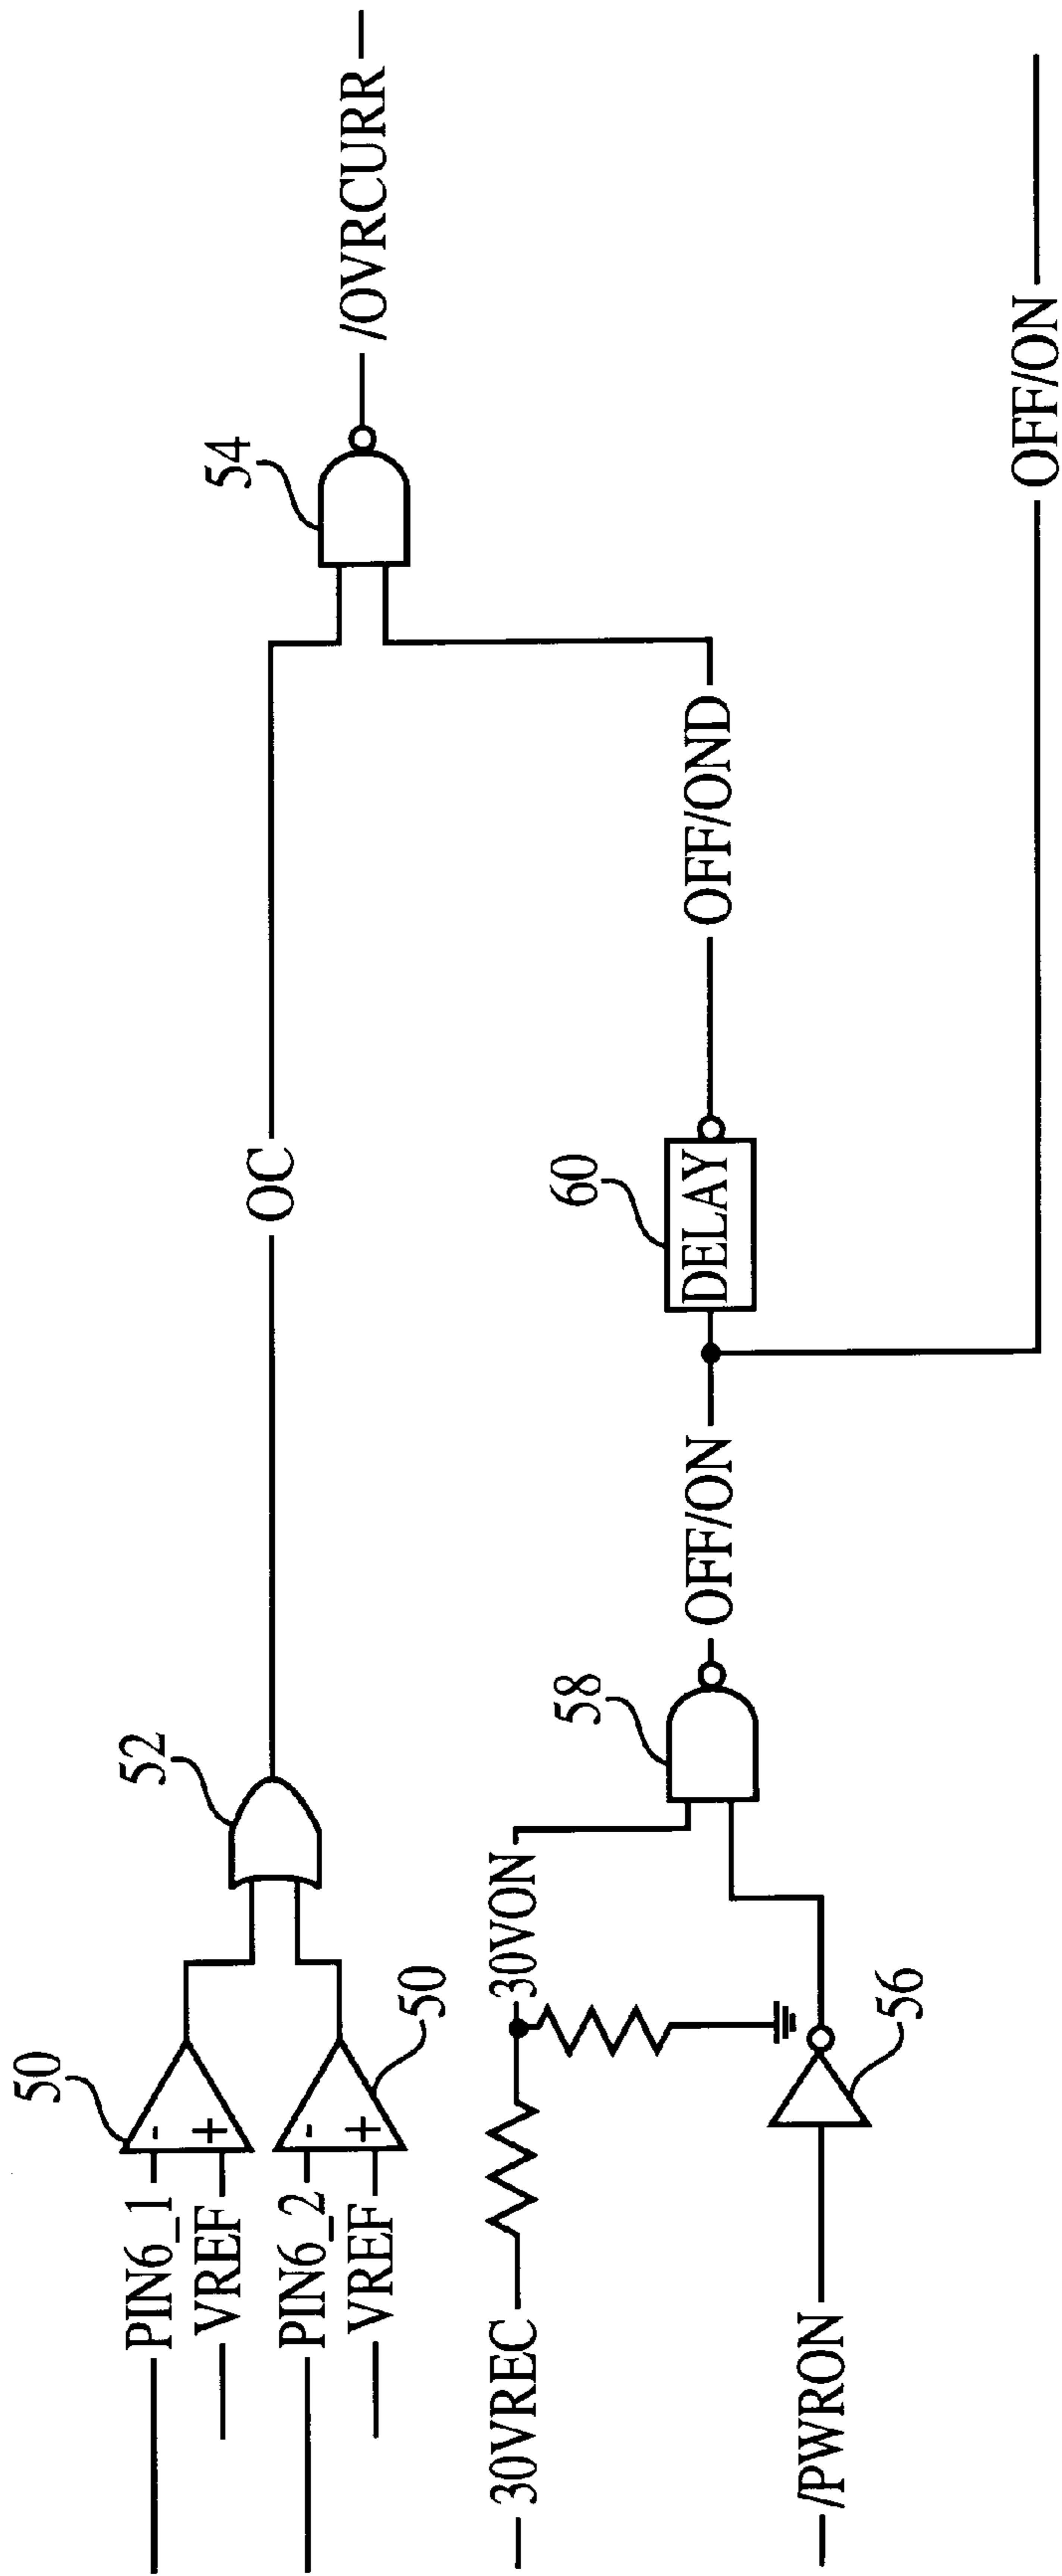 50
PIN6_1
-
VREF
+
PIN6_2
-
VREF
+
50
52
OC
54
/OVRCURR
30VREC
30VON
/PWRON
56
58
OFF/ON
60
DELAY
OFF/OND
OFF/ON